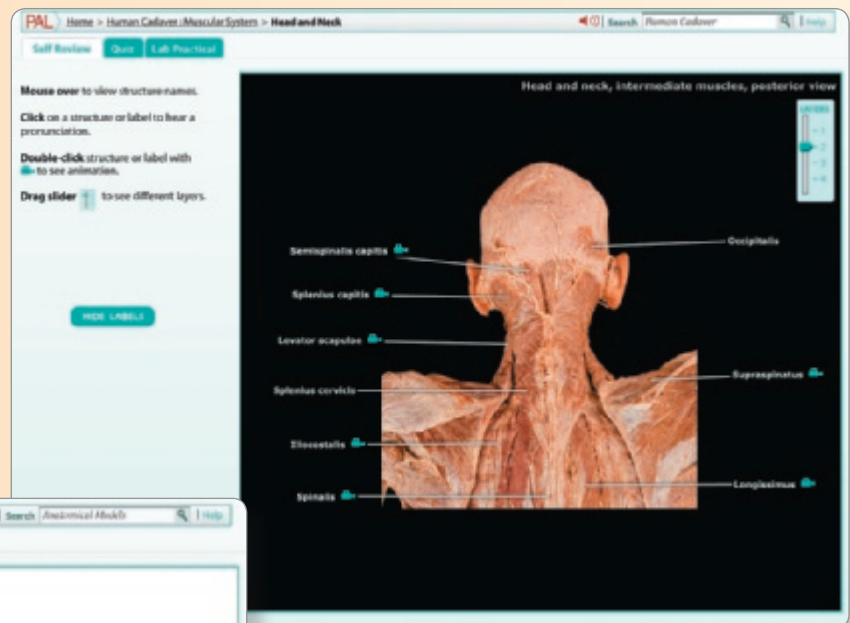 PAL Home > Human Cadaver: Muscular System > Head and Neck
Search Human Cadaver Help
Self Review Quiz Lab Practical
Mouse over to view structure names.
Click on a structure or label to hear a
pronunciation.
Double-click structure or label with
to see animation.
Drag slider to see different layers.
HIDE LABELS
Head and neck, intermediate muscles, posterior view
LAYERS
1
2
3
4
Semispinalis capitis
Splenius capitis
Levator scapulae
Splenius cervicis
Iliocostalis
Spinalis
Occipitalis
Supraspinatus
Longissimus
Search Anatomical Models Help